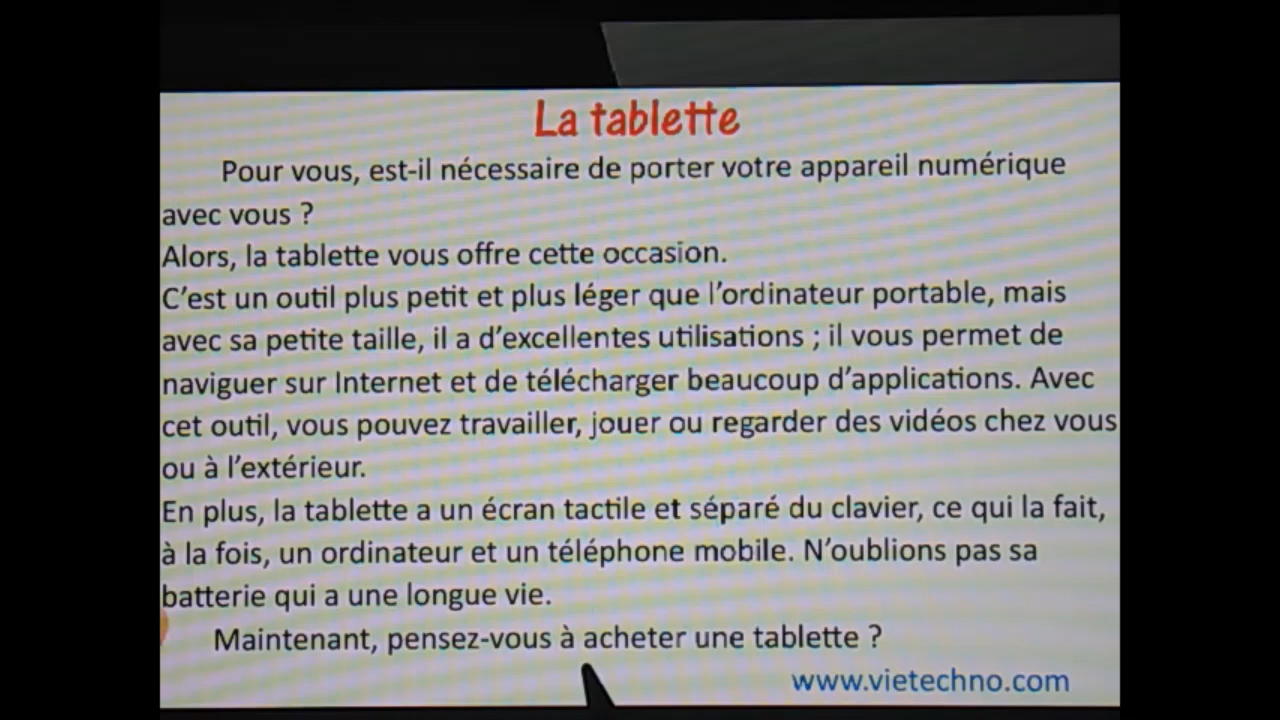 La tablette
Pour vous, est-il nécessaire de porter votre appareil numérique
avec vous ?
Alors, la tablette vous offre cette occasion.
C'est un outil plus petit et plus léger que l'ordinateur portable, mais
avec sa petite taille, il a d'excellentes utilisations ; il vous permet de
naviguer sur Internet et de télécharger beaucoup d'applications. Avec
cet outil, vous pouvez travailler, jouer ou regarder des vidéos chez vous
ou à l'extérieur.
En plus, la tablette a un écran tactile et séparé du clavier, ce qui la fait,
à la fois, un ordinateur et un téléphone mobile. N'oublions pas sa
batterie qui a une longue vie.
Maintenant, pensez-vous à acheter une tablette ?
www.vietechno.com